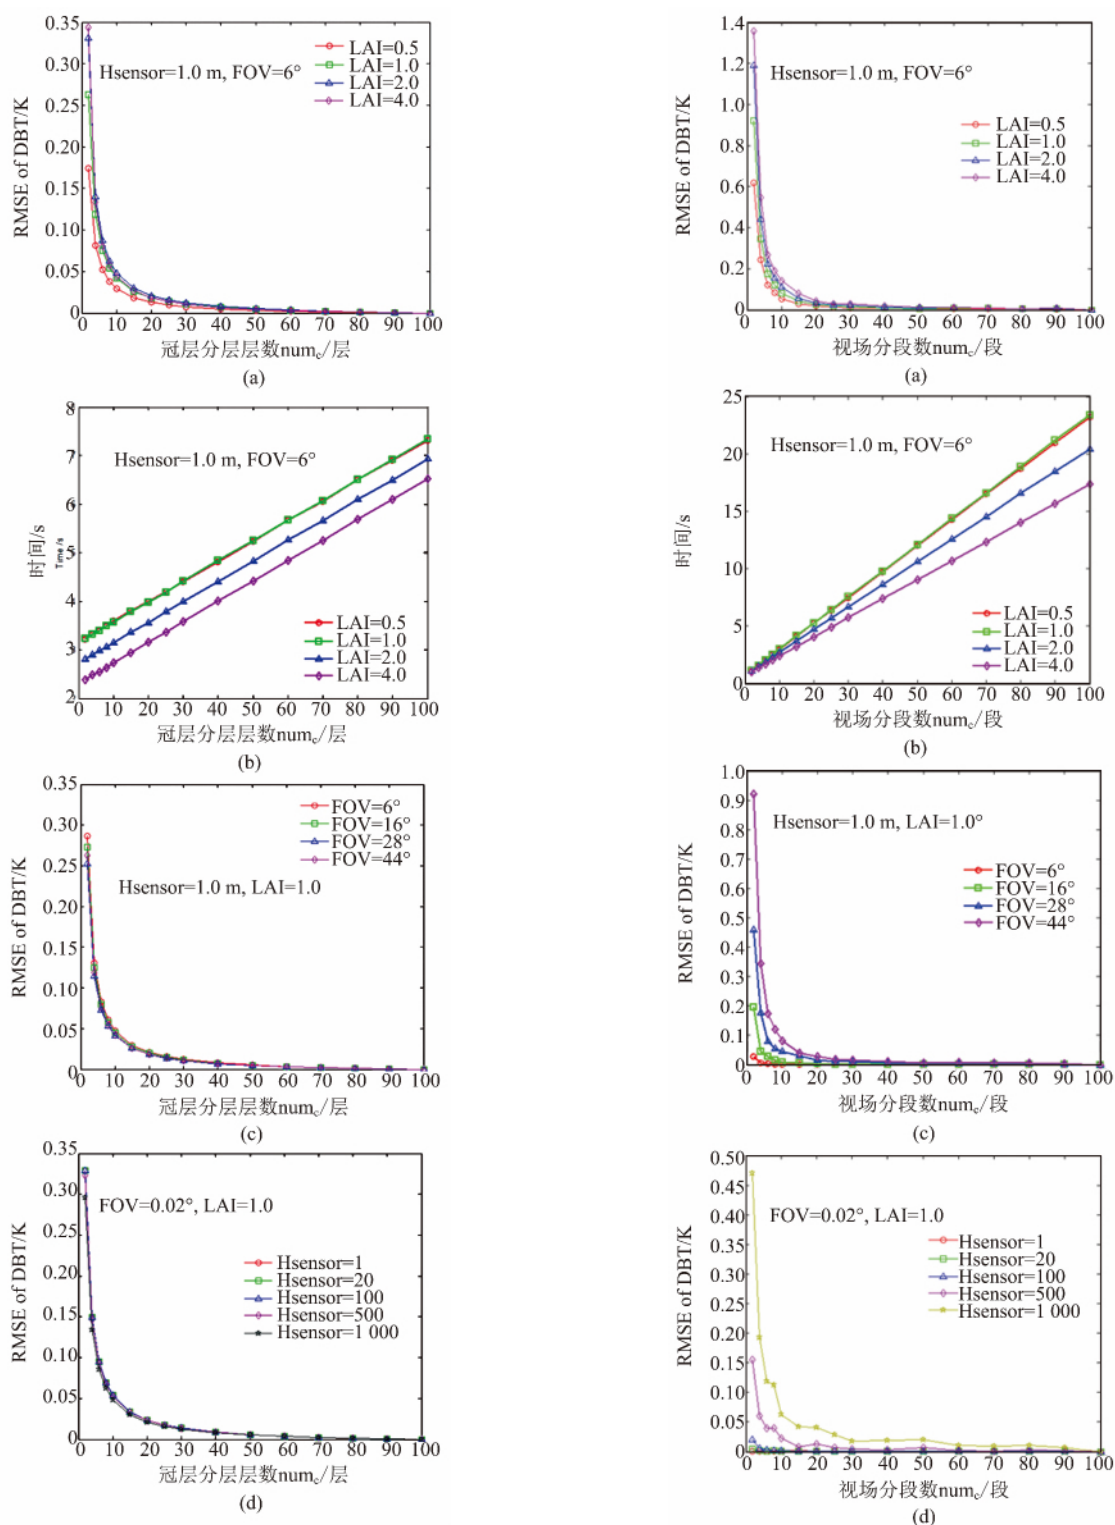 0.35
0.30
0.25
0.20
0.15
0.10
0.05
0
RMSE of DBT/K
Hsensor=1.0 m, FOV=6°
LAI=0.5
LAI=1.0
LAI=2.0
LAI=4.0
0 10 20 30 40 50 60 70 80 90 100
冠层分层层数numc/层
(a)
1.4
1.2
1.0
0.8
0.6
0.4
0.2
0
RMSE of DBT/K
Hsensor=1.0 m, FOV=6°
LAI=0.5
LAI=1.0
LAI=2.0
LAI=4.0
0 10 20 30 40 50 60 70 80 90 100
视场分段数numc/段
(a)
8
7
6
5
4
3
2
时间/s
Time /s
Hsensor=1.0 m, FOV=6°
LAI=0.5
LAI=1.0
LAI=2.0
LAI=4.0
0 10 20 30 40 50 60 70 80 90 100
冠层分层层数numc/层
(b)
25
20
15
10
5
0
时间/s
Hsensor=1.0 m, FOV=6°
LAI=0.5
LAI=1.0
LAI=2.0
LAI=4.0
0 10 20 30 40 50 60 70 80 90 100
视场分段数numc/段
(b)
0.35
0.30
0.25
0.20
0.15
0.10
0.05
0
RMSE of DBT/K
FOV=6°
FOV=16°
FOV=28°
FOV=44°
Hsensor=1.0 m, LAI=1.0
0 10 20 30 40 50 60 70 80 90 100
冠层分层层数numc/层
(c)
1.0
0.9
0.8
0.7
0.6
0.5
0.4
0.3
0.2
0.1
0
RMSE of DBT/K
Hsensor=1.0 m, LAI=1.0°
FOV=6°
FOV=16°
FOV=28°
FOV=44°
0 10 20 30 40 50 60 70 80 90 100
视场分段数numc/段
(c)
0.35
0.30
0.25
0.20
0.15
0.10
0.05
0
RMSE of DBT/K
FOV=0.02°, LAI=1.0
Hsensor=1
Hsensor=20
Hsensor=100
Hsensor=500
Hsensor=1 000
0 10 20 30 40 50 60 70 80 90 100
冠层分层层数numc/层
(d)
0.50
0.45
0.40
0.35
0.30
0.25
0.20
0.15
0.10
0.05
0
RMSE of DBT/K
FOV=0.02°, LAI=1.0
Hsensor=1
Hsensor=20
Hsensor=100
Hsensor=500
Hsensor=1 000
0 10 20 30 40 50 60 70 80 90 100
视场分段数numc/段
(d)